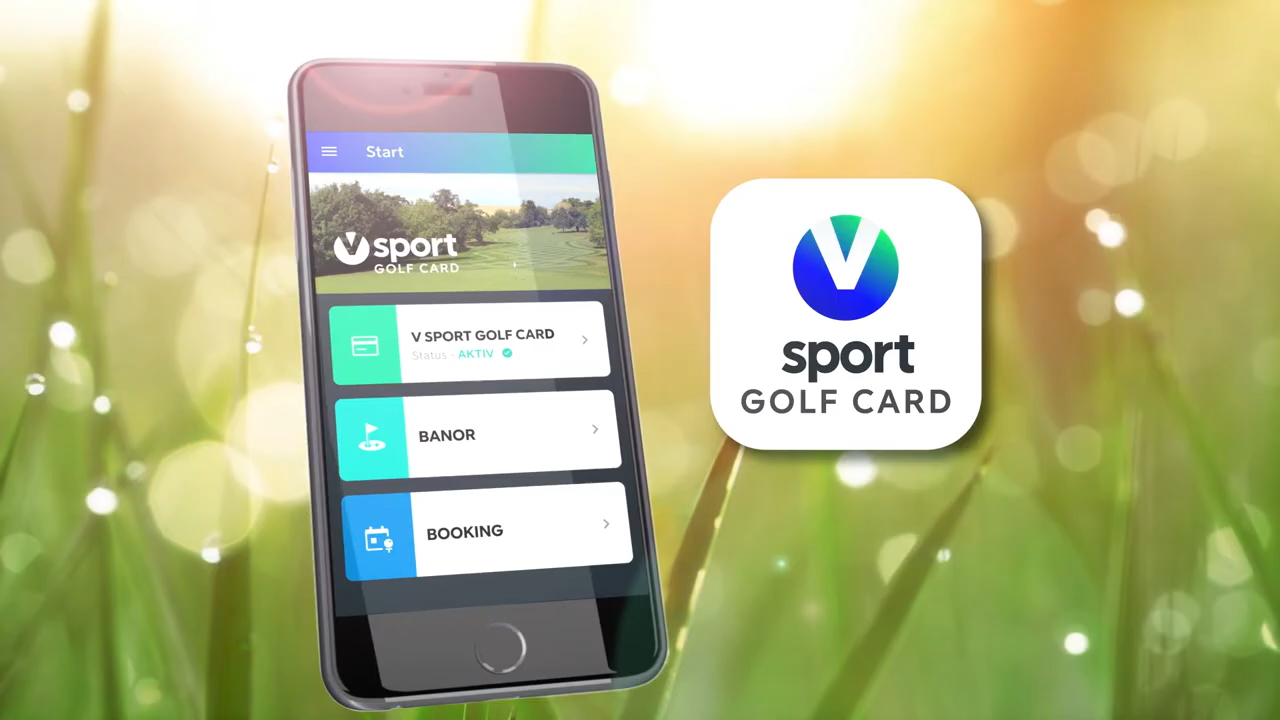 Start
V sport
GOLF CARD
V SPORT GOLF CARD
Status - AKTIV
BANOR
BOOKING
V
sport
GOLF CARD